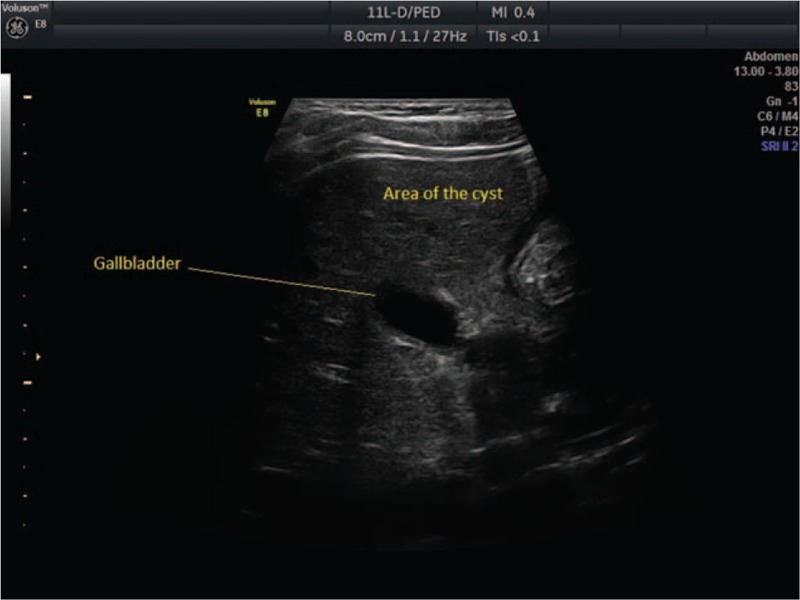 Voluson™
E8
11L-D/PED
MI 0.4
8.0cm / 1.1 / 27Hz
TIs <0.1
Abdomen
13.00 - 3.80
83
Gn -1
C6 / M4
P4 / E2
SRI II 2
Voluson
E8
Area of the cyst
Gallbladder